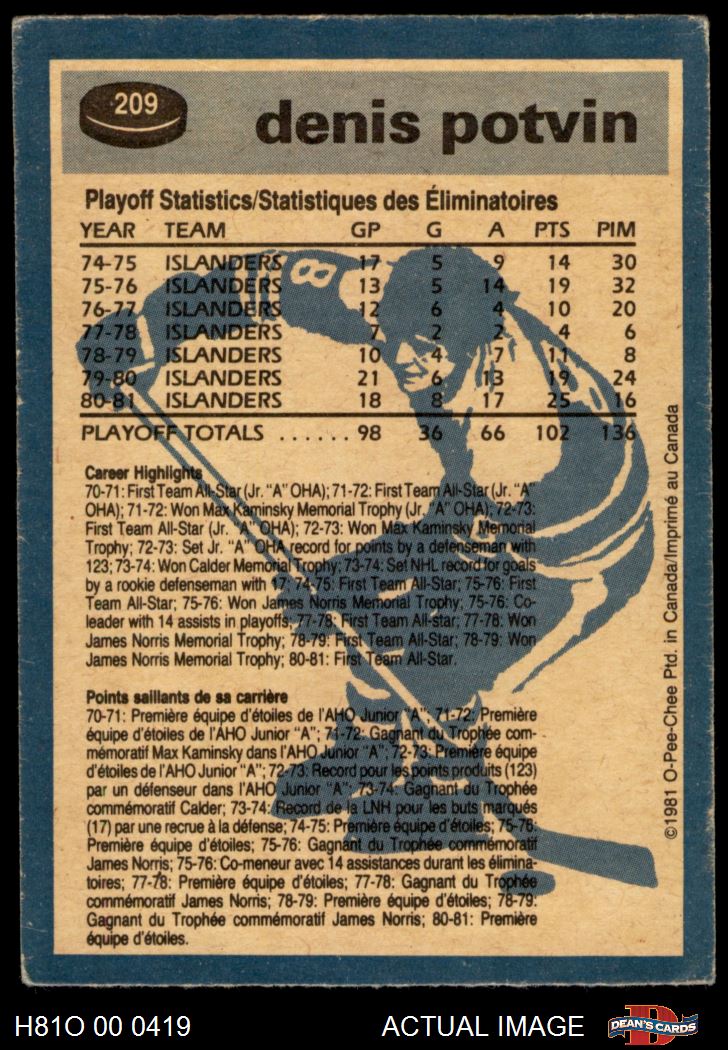 209
denis potvin
Playoff Statistics/Statistiques des Éliminatoires
YEAR TEAM GP G A PTS PIM
74-75 ISLANDERS 17 5 9 14 30
75-76 ISLANDERS 13 5 14 19 32
76-77 ISLANDERS 12 6 4 10 20
77-78 ISLANDERS 7 2 2 4 6
78-79 ISLANDERS 10 4 7 11 8
79-80 ISLANDERS 21 6 13 19 24
80-81 ISLANDERS 18 8 17 25 16
PLAYOFF TOTALS ...... 98 36 66 102 136
Career Highlights
70-71: First Team All-Star (Jr. "A" OHA); 71-72: First Team All-Star (Jr. "A"
OHA); 71-72: Won Max Kaminsky Memorial Trophy (Jr. "A" OHA); 72-73:
First Team All-Star (Jr. "A" OHA); 72-73: Won Max Kaminsky Memorial
Trophy; 72-73: Set Jr. "A" OHA record for points by a defenseman with
123; 73-74: Won Calder Memorial Trophy; 73-74: Set NHL record for goals
by a rookie defenseman with 17; 74-75: First Team All-Star; 75-76: First
Team All-Star; 75-76: Won James Norris Memorial Trophy; 75-76: Co-
leader with 14 assists in playoffs; 77-78: First Team All-star; 77-78: Won
James Norris Memorial Trophy; 78-79: First Team All-Star; 78-79: Won
James Norris Memorial Trophy; 80-81: First Team All-Star.
Points saillants de sa carrière
70-71: Première équipe d'étoiles de l'AHO Junior "A"; 71-72: Première
équipe d'étoiles de l'AHO Junior "A"; 71-72: Gagnant du Trophée com-
mémoratif Max Kaminsky dans l'AHO Junior "A"; 72-73: Première équipe
d'étoiles de l'AHO Junior "A"; 72-73: Record pour les points produits (123)
par un défenseur dans l'AHO Junior "A"; 73-74: Gagnant du Trophée
commémoratif Calder; 73-74: Record de la LNH pour les buts marqués
(17) par une recrue à la défense; 74-75: Première équipe d'étoiles; 75-76:
Première équipe d'étoiles; 75-76: Gagnant du Trophée commémoratif
James Norris; 75-76: Co-meneur avec 14 assistances durant les élimina-
toires; 77-78: Première équipe d'étoiles; 77-78: Gagnant du Trophée
commémoratif James Norris; 78-79: Première équipe d'étoiles; 78-79:
Gagnant du Trophée commémoratif James Norris; 80-81: Première
équipe d'étoiles.
©1981 O-Pee-Chee Ptd. in Canada/Imprimé au Canada
8
H81O 00 0419
ACTUAL IMAGE
D
DEAN'S CARDS